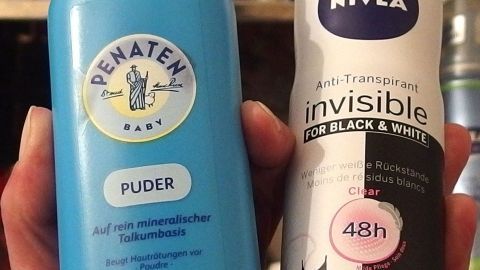 PENATEN
BABY
PUDER
Auf rein mineralischer
Talkumbasis
Beugt Hautrötungen vor
Puder -
NIVEA
Anti-Transpirant
invisible
FOR BLACK & WHITE
Weniger weiße Rückstände
Moins de résidus blancs
Clear
48h